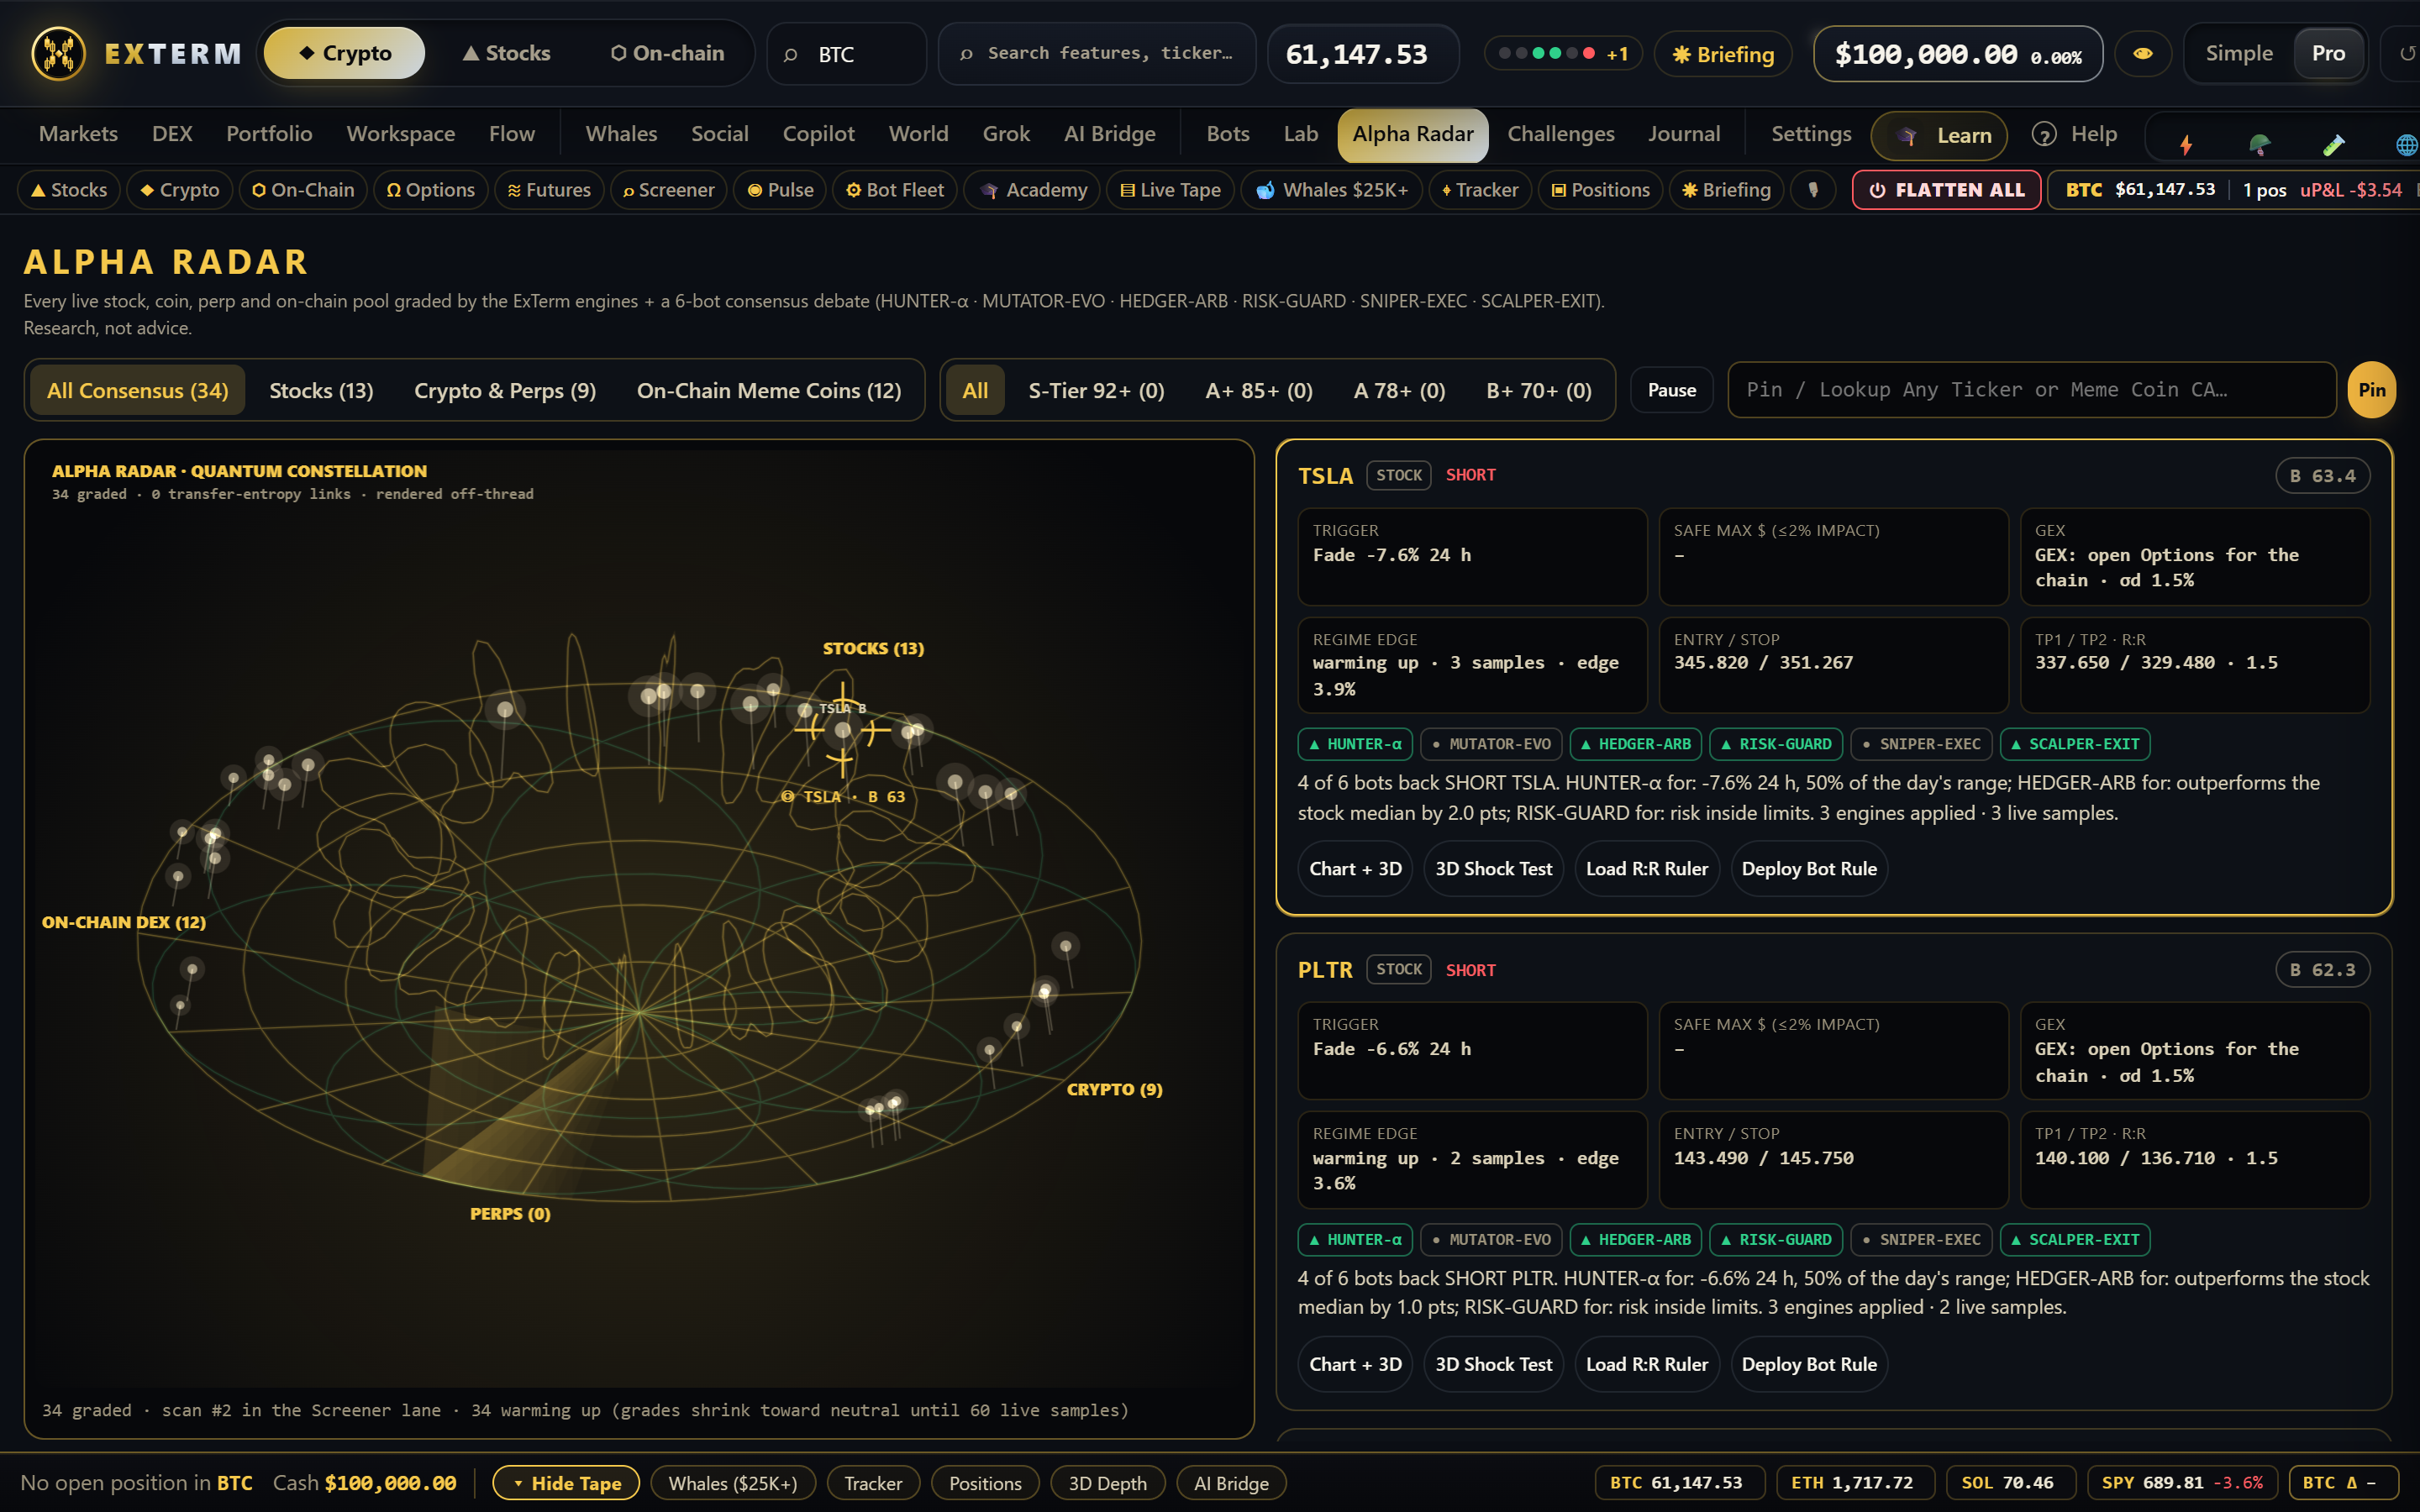 EXTERM
Crypto
Stocks
On-chain
BTC
Search features, ticker…
61,147.53
+1
Briefing
$100,000.00 0.00%
Simple
Pro
Markets DEX Portfolio Workspace Flow Whales Social Copilot World Grok AI Bridge Bots Lab Alpha Radar Challenges Journal Settings Learn Help
Stocks Crypto On-Chain Options Futures Screener Pulse Bot Fleet Academy Live Tape Whales $25K+ Tracker Positions Briefing FLATTEN ALL BTC $61,147.53 1 pos uP&L -$3.54
ALPHA RADAR
Every live stock, coin, perp and on-chain pool graded by the ExTerm engines + a 6-bot consensus debate (HUNTER-α · MUTATOR-EVO · HEDGER-ARB · RISK-GUARD · SNIPER-EXEC · SCALPER-EXIT).
Research, not advice.
All Consensus (34) Stocks (13) Crypto & Perps (9) On-Chain Meme Coins (12)
All S-Tier 92+ (0) A+ 85+ (0) A 78+ (0) B+ 70+ (0)
Pause
Pin / Lookup Any Ticker or Meme Coin CA…
Pin
ALPHA RADAR · QUANTUM CONSTELLATION
34 graded · 0 transfer-entropy links · rendered off-thread
STOCKS (13)
TSLA B
◎ TSLA · B 63
ON-CHAIN DEX (12)
CRYPTO (9)
PERPS (0)
34 graded · scan #2 in the Screener lane · 34 warming up (grades shrink toward neutral until 60 live samples)
TSLA STOCK SHORT B 63.4
TRIGGER
Fade -7.6% 24 h
SAFE MAX $ (≤2% IMPACT)
–
GEX
GEX: open Options for the
chain · σd 1.5%
REGIME EDGE
warming up · 3 samples · edge
3.9%
ENTRY / STOP
345.820 / 351.267
TP1 / TP2 · R:R
337.650 / 329.480 · 1.5
▲ HUNTER-α ● MUTATOR-EVO ▲ HEDGER-ARB ▲ RISK-GUARD ● SNIPER-EXEC ▲ SCALPER-EXIT
4 of 6 bots back SHORT TSLA. HUNTER-α for: -7.6% 24 h, 50% of the day's range; HEDGER-ARB for: outperforms the
stock median by 2.0 pts; RISK-GUARD for: risk inside limits. 3 engines applied · 3 live samples.
Chart + 3D 3D Shock Test Load R:R Ruler Deploy Bot Rule
PLTR STOCK SHORT B 62.3
TRIGGER
Fade -6.6% 24 h
SAFE MAX $ (≤2% IMPACT)
–
GEX
GEX: open Options for the
chain · σd 1.5%
REGIME EDGE
warming up · 2 samples · edge
3.6%
ENTRY / STOP
143.490 / 145.750
TP1 / TP2 · R:R
140.100 / 136.710 · 1.5
▲ HUNTER-α ● MUTATOR-EVO ▲ HEDGER-ARB ▲ RISK-GUARD ● SNIPER-EXEC ▲ SCALPER-EXIT
4 of 6 bots back SHORT PLTR. HUNTER-α for: -6.6% 24 h, 50% of the day's range; HEDGER-ARB for: outperforms the stock
median by 1.0 pts; RISK-GUARD for: risk inside limits. 3 engines applied · 2 live samples.
Chart + 3D 3D Shock Test Load R:R Ruler Deploy Bot Rule
No open position in BTC Cash $100,000.00 ▾ Hide Tape Whales ($25K+) Tracker Positions 3D Depth AI Bridge BTC 61,147.53 ETH 1,717.72 SOL 70.46 SPY 689.81 -3.6% BTC Δ –